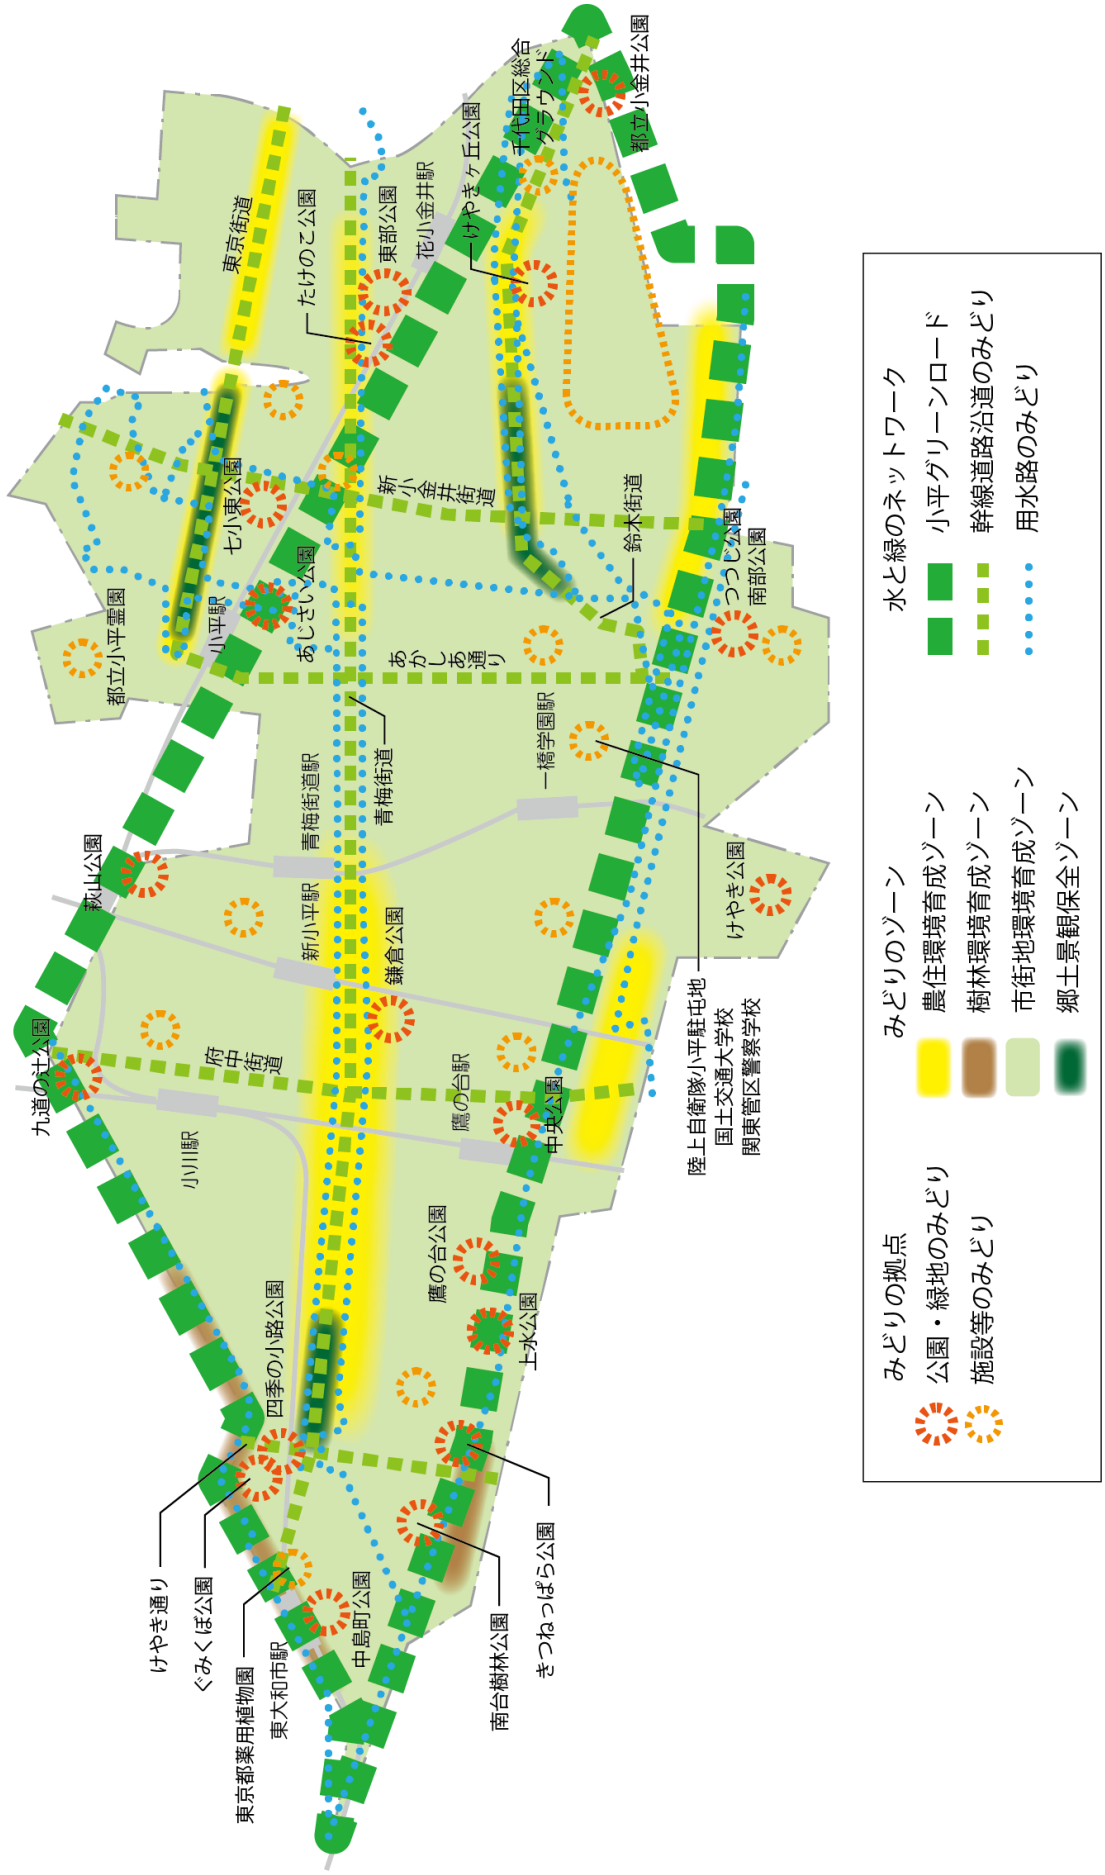 東京街道
たけのこ公園
東部公園
花小金井駅
けやきヶ丘公園
千代田区総合
グラウンド
都立小金井公園
都立小平霊園
七小東公園
小平駅
あじさい公園
新小金井街道
鈴木街道
つつじ公園
南部公園
あかしあ通り
青梅街道
青梅街道駅
新小平駅
一橋学園駅
萩山公園
鎌倉公園
けやき公園
九道の辻公園
府中街道
小川駅
鷹の台駅
中央公園
陸上自衛隊小平駐屯地
国土交通大学校
関東管区警察学校
鷹の台公園
上水公園
四季の小路公園
けやき通り
ぐみくぼ公園
東京都薬用植物園
東大和市駅
中島町公園
南台樹林公園
きつねっぱら公園
みどりの拠点
公園・緑地のみどり
施設等のみどり
みどりのゾーン
農住環境育成ゾーン
樹林環境育成ゾーン
市街地環境育成ゾーン
郷土景観保全ゾーン
水と緑のネットワーク
小平グリーンロード
幹線道路沿道のみどり
用水路のみどり